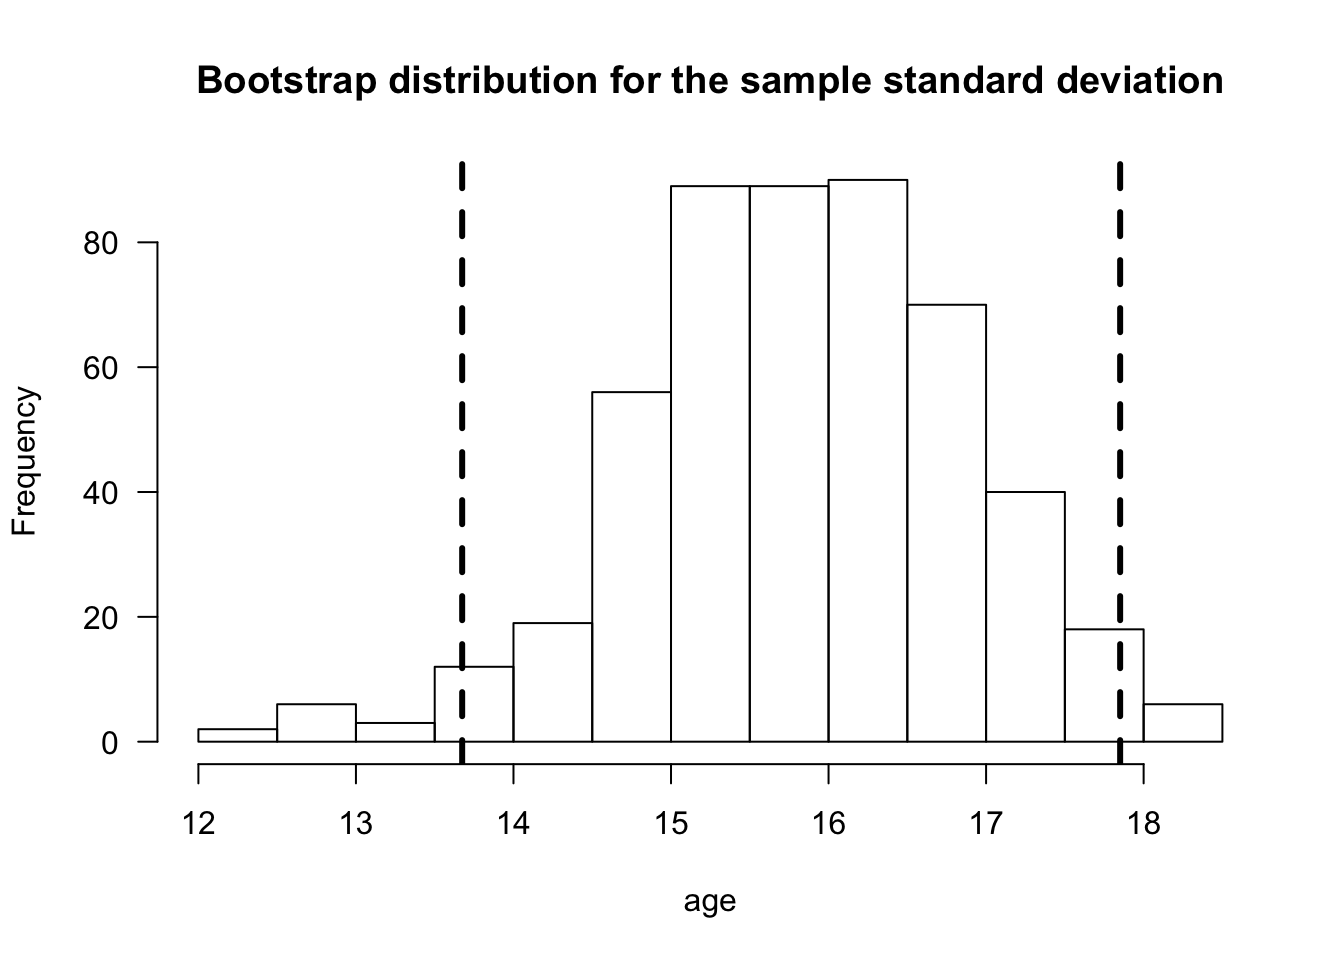 Bootstrap distribution for the sample standard deviation
Frequency
80
60
40
20
0
12 13 14 15 16 17 18
age